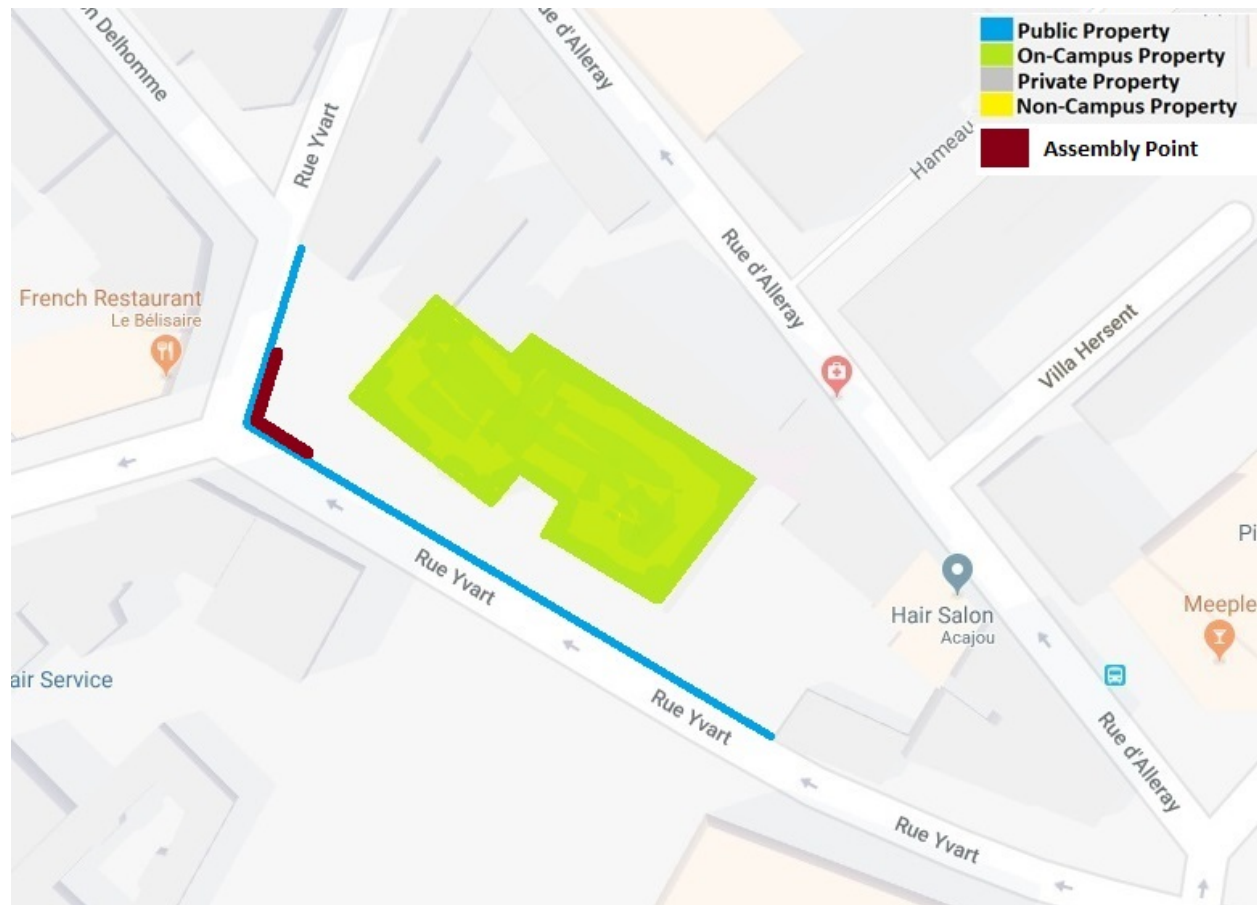 n Delhomme
Rue Yvart
ue d'Alleray
Public Property
On-Campus Property
Private Property
Non-Campus Property
Assembly Point
Hameau
Rue d'Alleray
French Restaurant
Le Bélisaire
Villa Hersent
Rue Yvart
Hair Salon
Acajou
Pi
Meeple
air Service
Rue Yvart
Rue d'Alleray
Rue Yvart